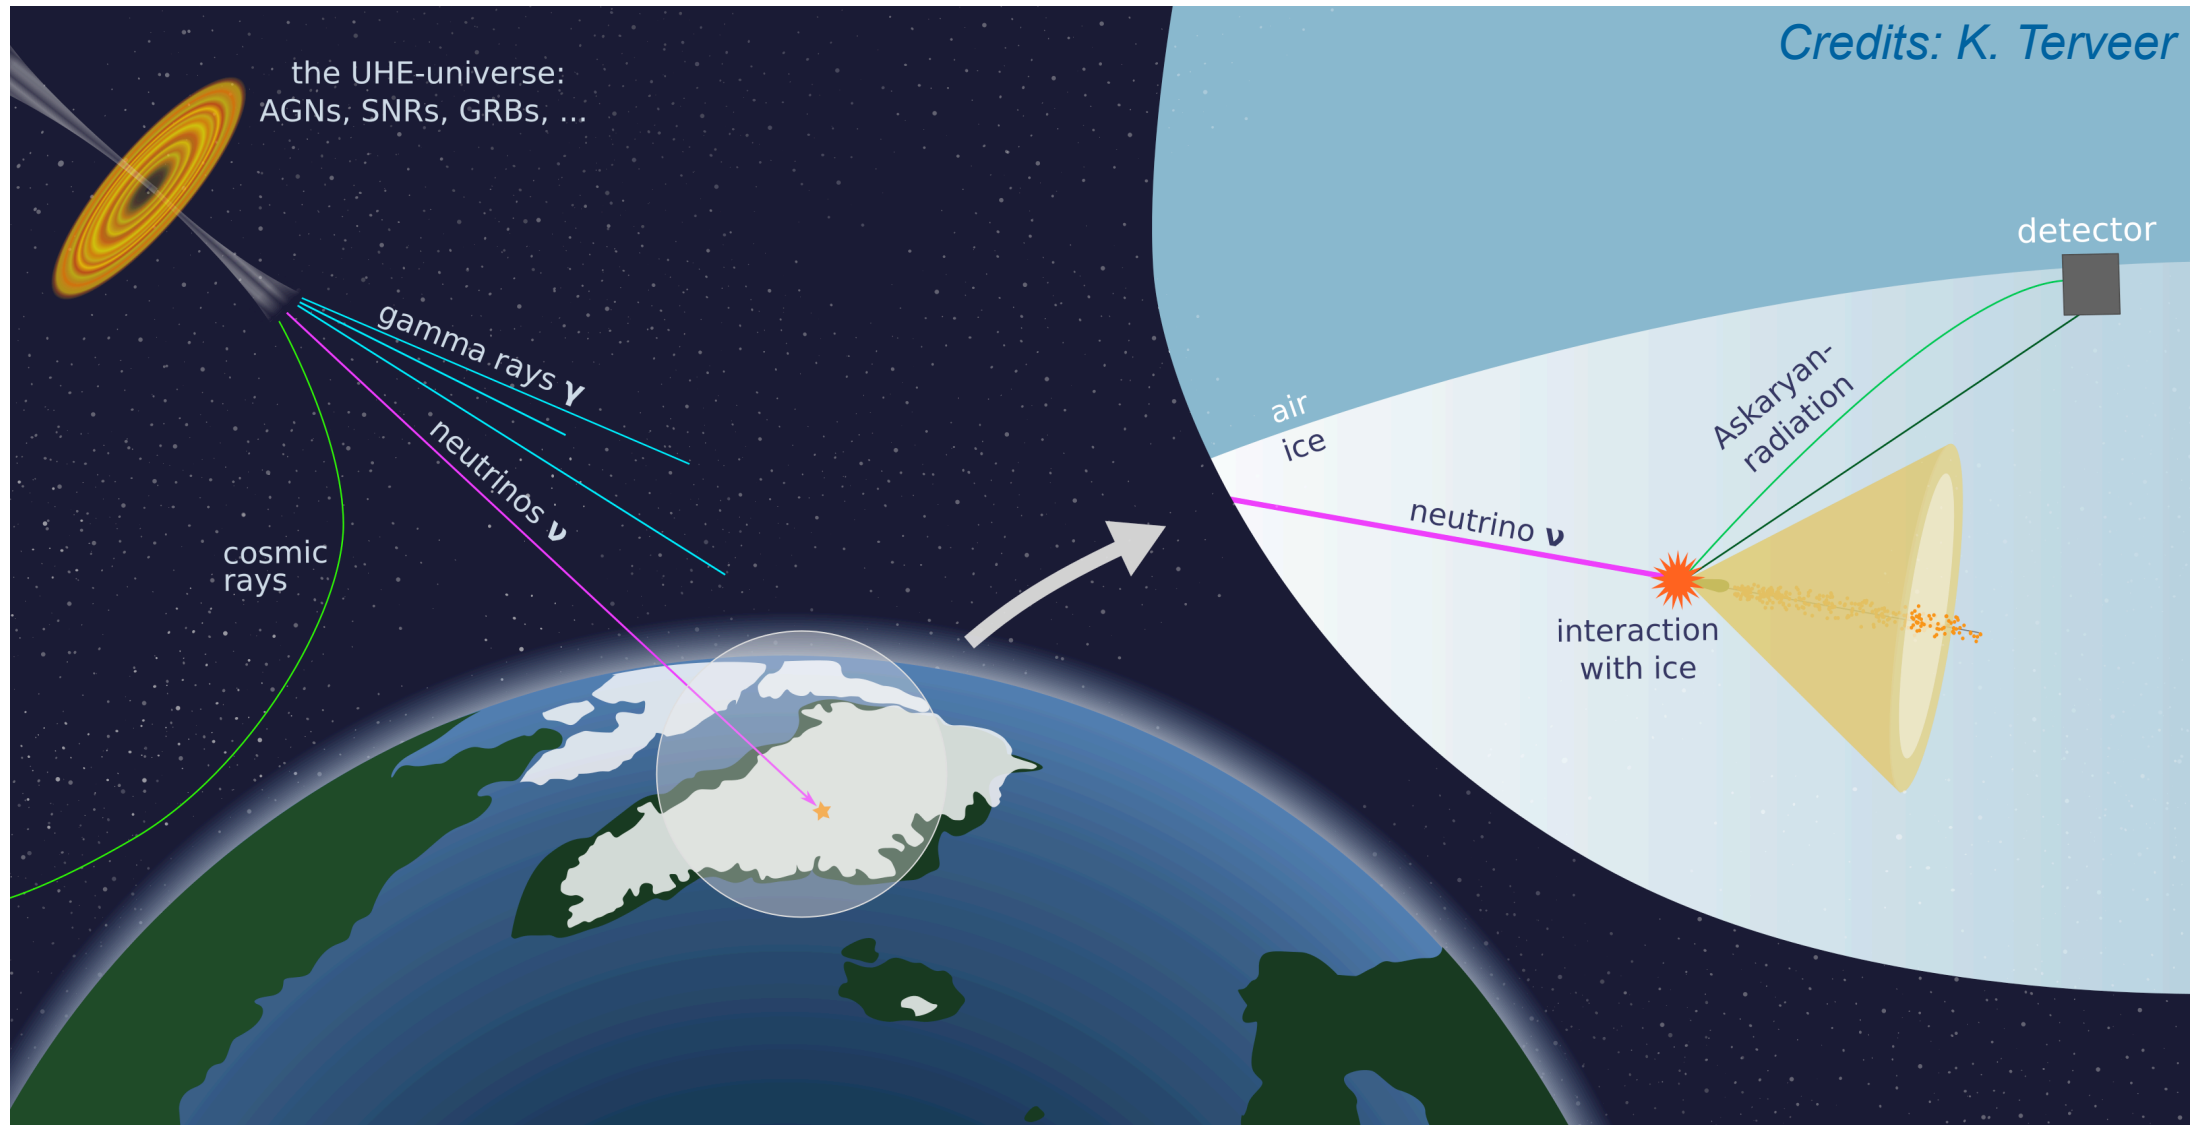 Credits: K. Terveer
the UHE-universe:
AGNs, SNRs, GRBs, ...
gamma rays γ
neutrinos ν
cosmic
rays
detector
air
ice
Askaryan-
radiation
neutrino ν
interaction
with ice